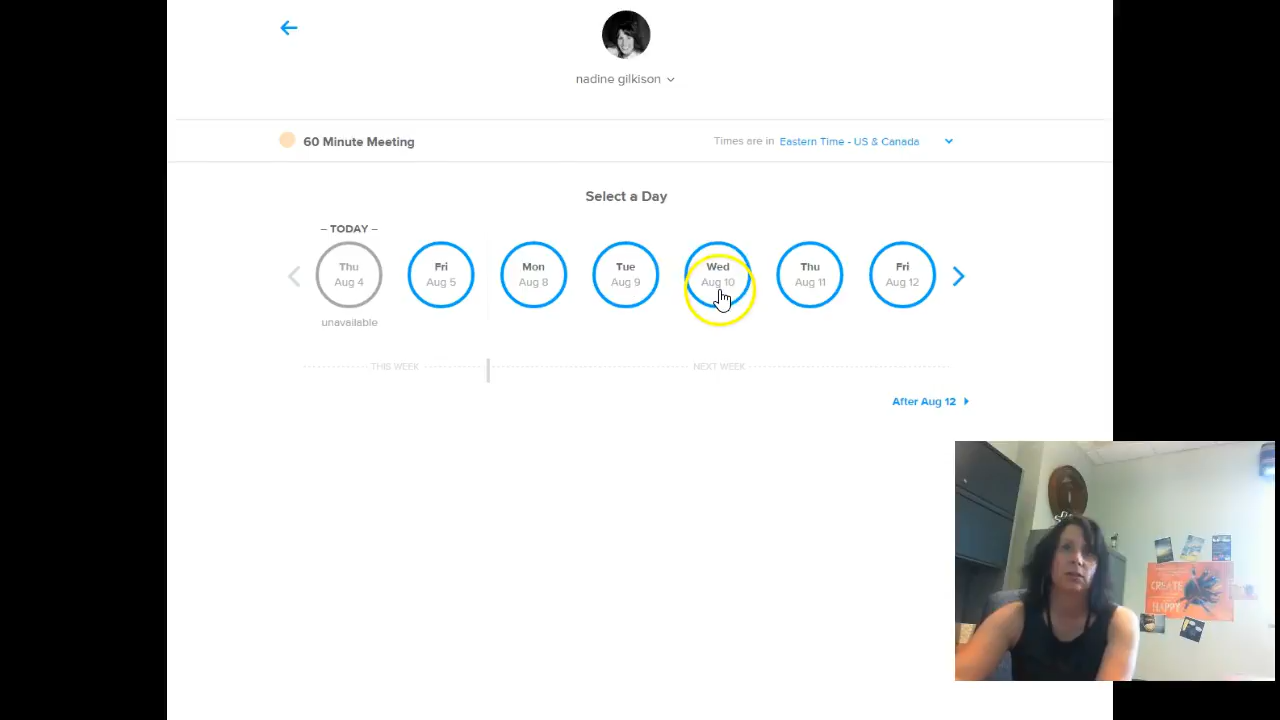 nadine gilkison
60 Minute Meeting
Times are in Eastern Time - US & Canada
Select a Day
– TODAY –
Thu
Aug 4
unavailable
Fri
Aug 5
Mon
Aug 8
Tue
Aug 9
Wed
Aug 10
Thu
Aug 11
Fri
Aug 12
THIS WEEK
NEXT WEEK
After Aug 12
CREATE
HAPPY